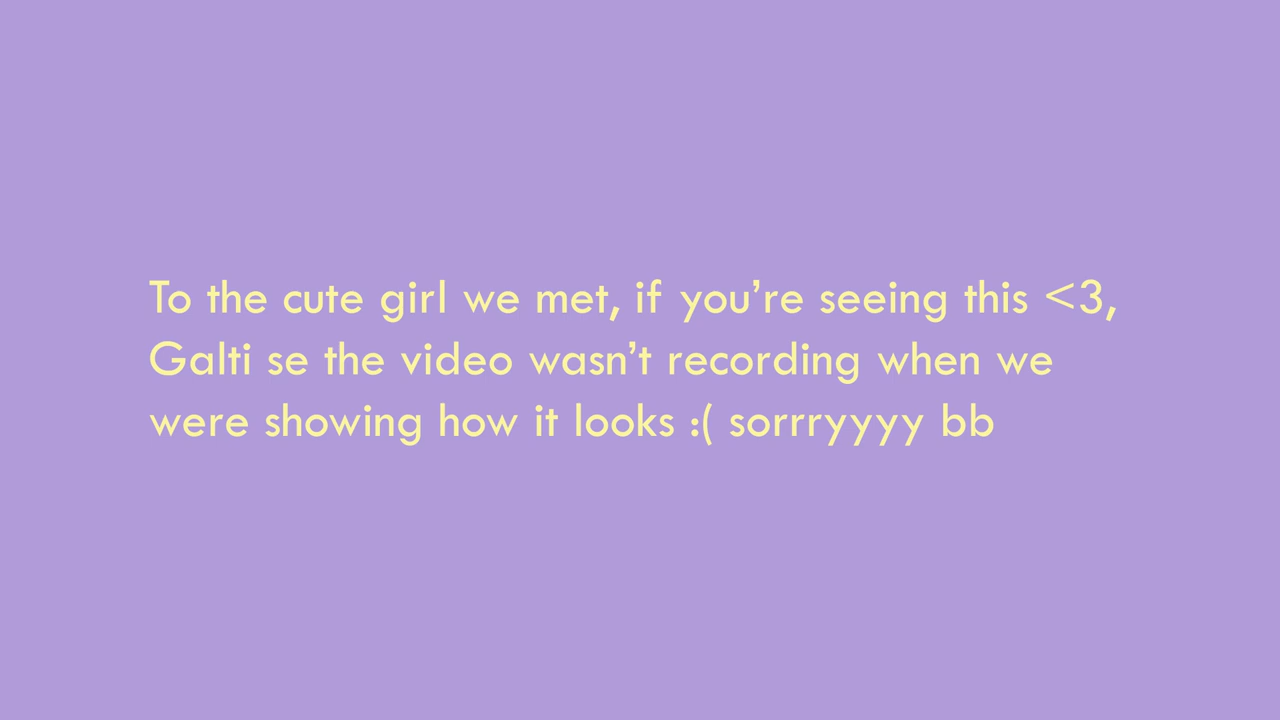 To the cute girl we met, if you’re seeing this <3,
Galti se the video wasn’t recording when we
were showing how it looks :( sorrryyyy bb